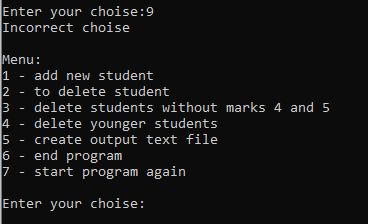 Enter your choise:9
Incorrect choise
Menu:
1 - add new student
2 - to delete student
3 - delete students without marks 4 and 5
4 - delete younger students
5 - create output text file
6 - end program
7 - start program again
Enter your choise: